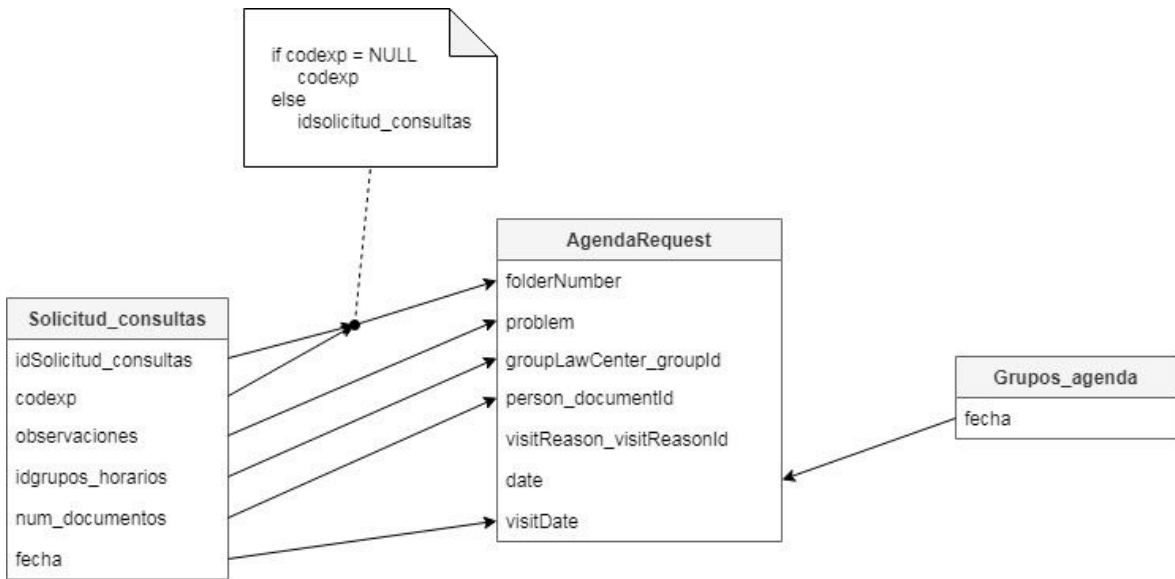 if codexp = NULL
codexp
else
idsolicitud_consultas
Solicitud_consultas
idSolicitud_consultas
codexp
observaciones
idgrupos_horarios
num_documentos
fecha
AgendaRequest
folderNumber
problem
groupLawCenter_groupId
person_documentId
visitReason_visitReasonId
date
visitDate
Grupos_agenda
fecha